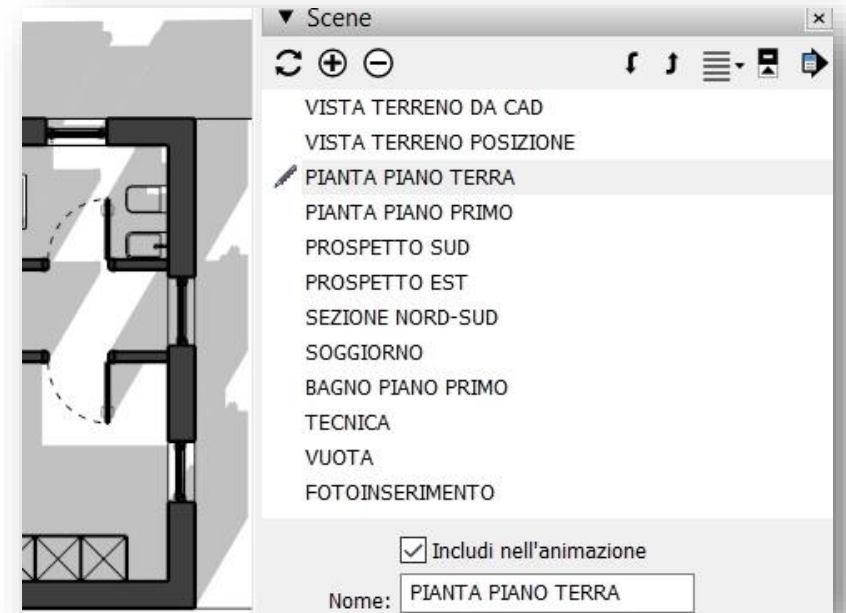 Scene
VISTA TERRENO DA CAD
VISTA TERRENO POSIZIONE
PIANTA PIANO TERRA
PIANTA PIANO PRIMO
PROSPETTO SUD
PROSPETTO EST
SEZIONE NORD-SUD
SOGGIORNO
BAGNO PIANO PRIMO
TECNICA
VUOTA
FOTOINSERIMENTO
Includi nell'animazione
Nome: PIANTA PIANO TERRA